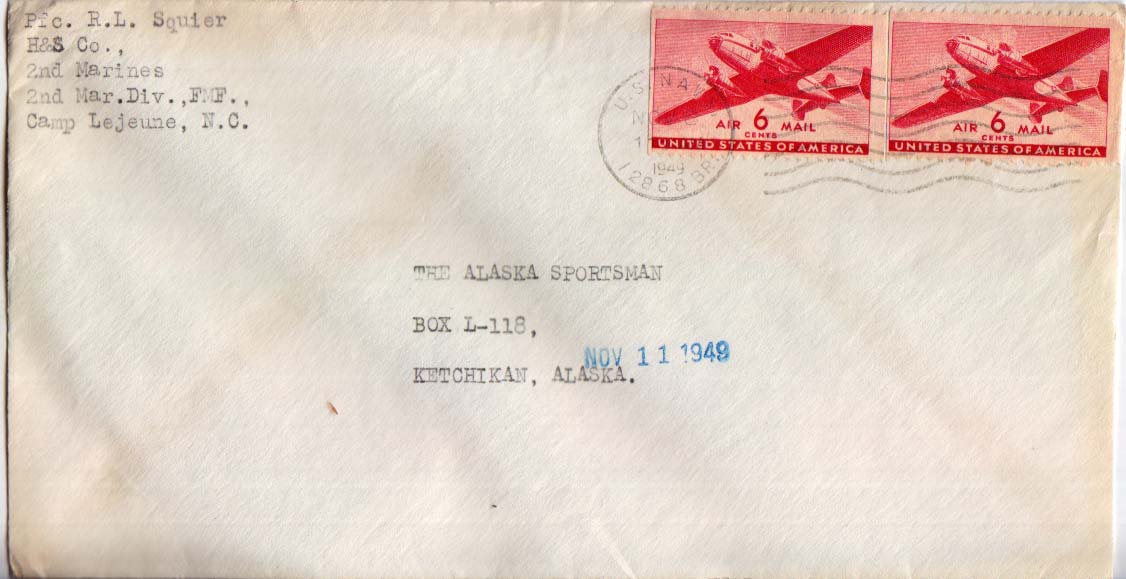 Pfc. R.L. Squier
H&S Co.,
2nd Marines
2nd Mar.Div.,FMF.,
Camp Lejeune, N.C.
U.S. NAVY
NOV
1949
12868 BR.
AIR 6 MAIL
CENTS
UNITED STATES OF AMERICA
AIR 6 MAIL
CENTS
UNITED STATES OF AMERICA
THE ALASKA SPORTSMAN
BOX L-118,
NOV 11 1949
KETCHIKAN, ALASKA.